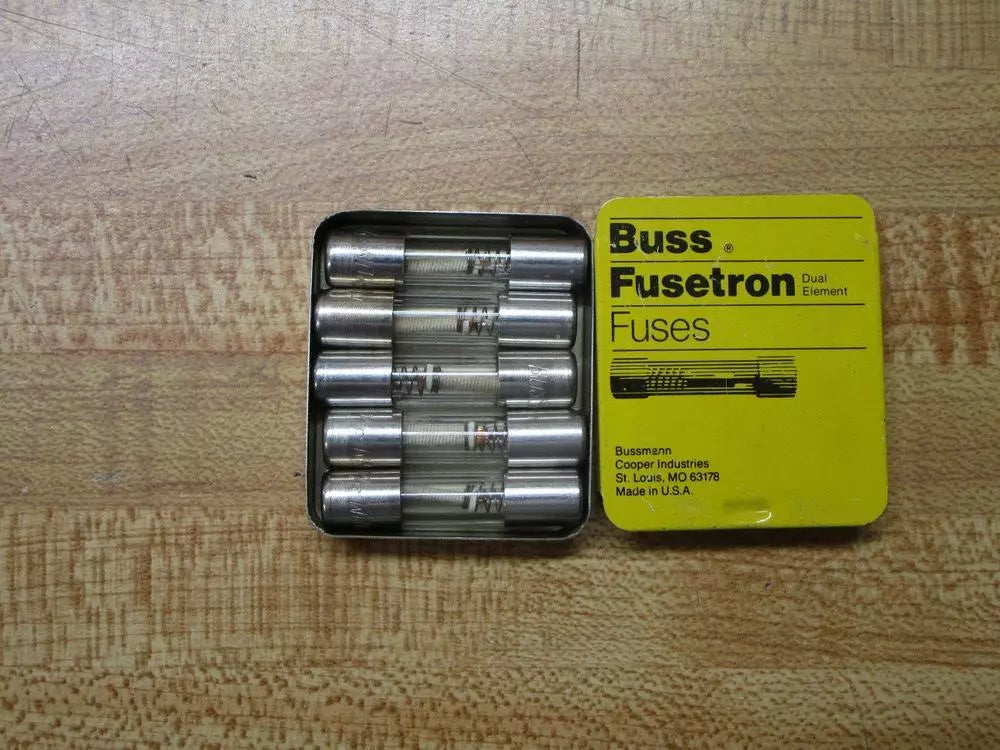 Buss ®
Fusetron Dual
Element
Fuses
Bussmann
Cooper Industries
St. Louis, MO 63178
Made in U.S.A.